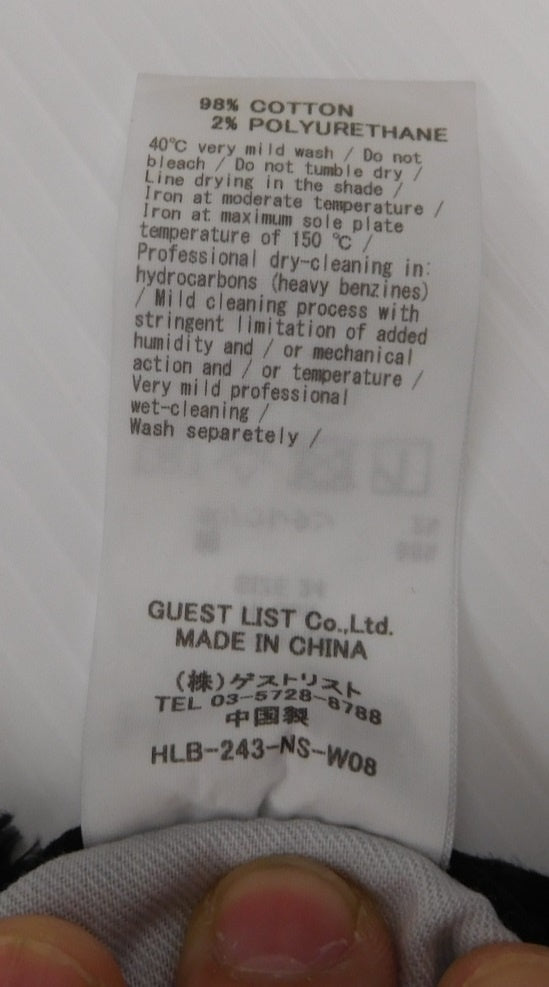 98% COTTON
2% POLYURETHANE
40℃ very mild wash / Do not
bleach / Do not tumble dry /
Line drying in the shade /
Iron at moderate temperature /
Iron at maximum sole plate
temperature of 150 ℃ /
Professional dry-cleaning in:
hydrocarbons (heavy benzines)
/ Mild cleaning process with
stringent limitation of added
humidity and / or mechanical
action and / or temperature /
Very mild professional
wet-cleaning /
Wash separetely /
SIZE 34
GUEST LIST Co.,Ltd.
MADE IN CHINA
(株)ゲストリスト
TEL 03-5728-8788
中国製
HLB-243-NS-W08